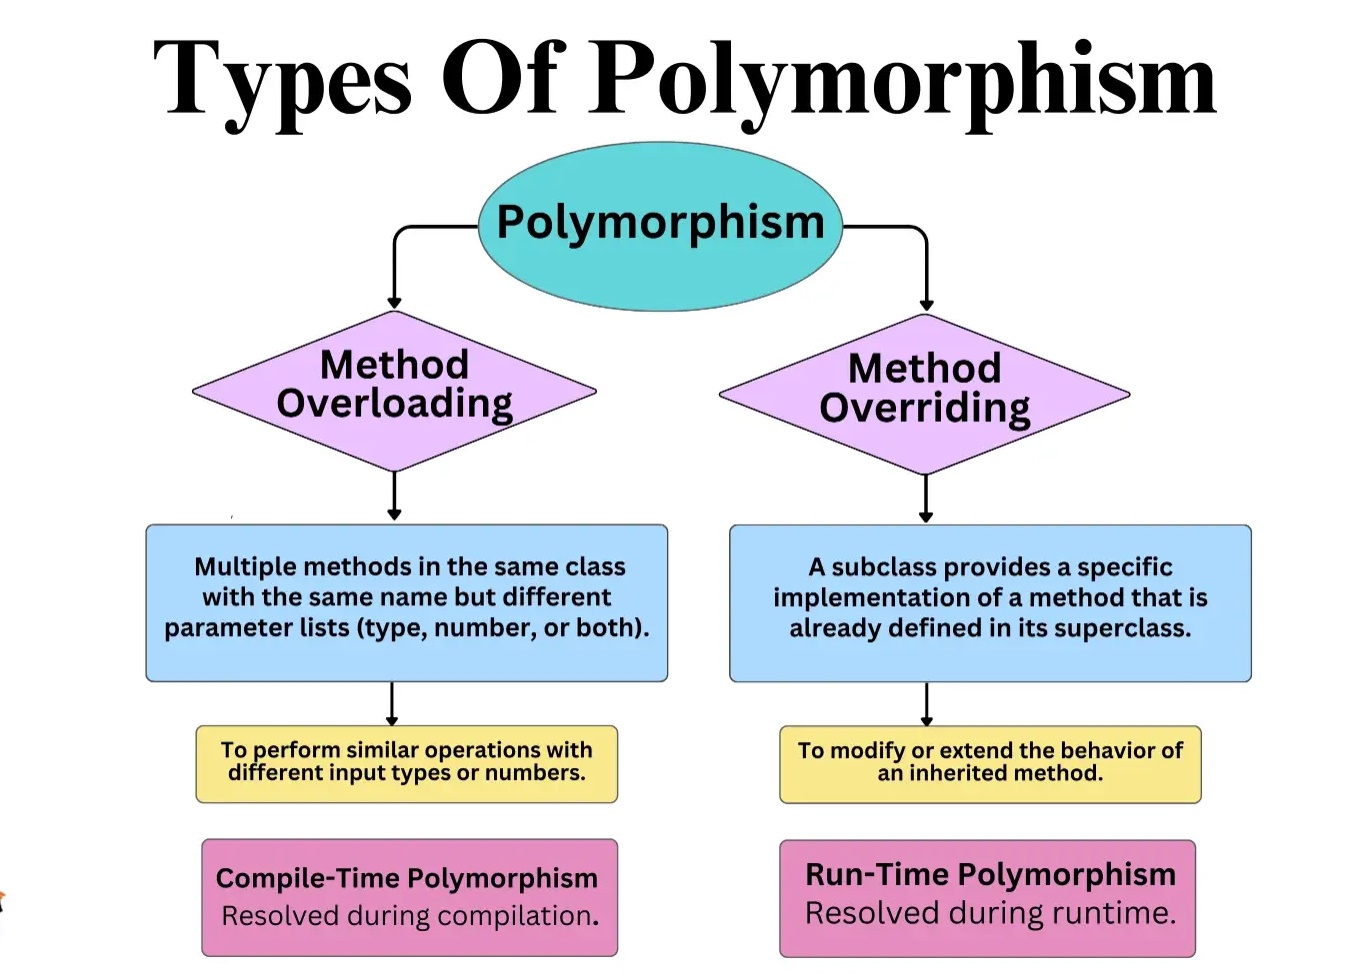 Types Of Polymorphism
Polymorphism
Method
Overloading
Multiple methods in the same class
with the same name but different
parameter lists (type, number, or both).
To perform similar operations with
different input types or numbers.
Compile-Time Polymorphism
Resolved during compilation.
Method
Overriding
A subclass provides a specific
implementation of a method that is
already defined in its superclass.
To modify or extend the behavior of
an inherited method.
Run-Time Polymorphism
Resolved during runtime.